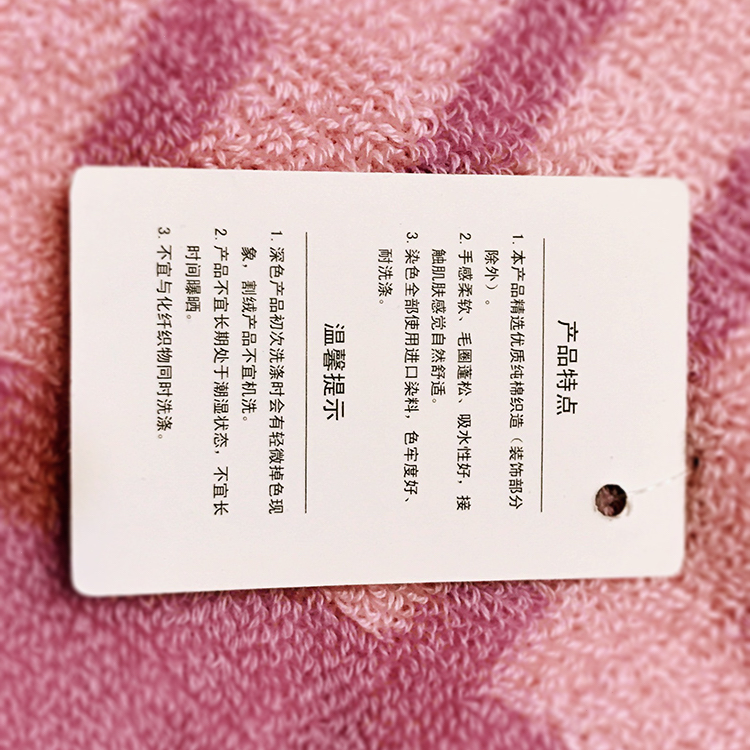 产品特点
1. 本产品精选优质纯棉织造（装饰部分
除外）。
2. 手感柔软、毛圈蓬松、吸水性好，接
触肌肤感觉自然舒适。
3. 染色全部使用进口染料，色牢度好、
耐洗涤。
温馨提示
1. 深色产品初次洗涤时会有轻微掉色现
象，割绒产品不宜机洗。
2. 产品不宜长期处于潮湿状态，不宜长
时间曝晒。
3. 不宜与化纤织物同时洗涤。